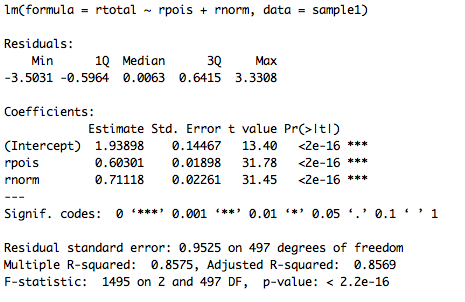 lm(formula = rtotal ~ rpois + rnorm, data = sample1)
Residuals:
Min 1Q Median 3Q Max
-3.5031 -0.5964 0.0063 0.6415 3.3308
Coefficients:
Estimate Std. Error t value Pr(>|t|)
(Intercept) 1.93898 0.14467 13.40 <2e-16 ***
rpois 0.60301 0.01898 31.78 <2e-16 ***
rnorm 0.71118 0.02261 31.45 <2e-16 ***
---
Signif. codes: 0 ‘***’ 0.001 ‘**’ 0.01 ‘*’ 0.05 ‘.’ 0.1 ‘ ’ 1
Residual standard error: 0.9525 on 497 degrees of freedom
Multiple R-squared: 0.8575, Adjusted R-squared: 0.8569
F-statistic: 1495 on 2 and 497 DF, p-value: < 2.2e-16